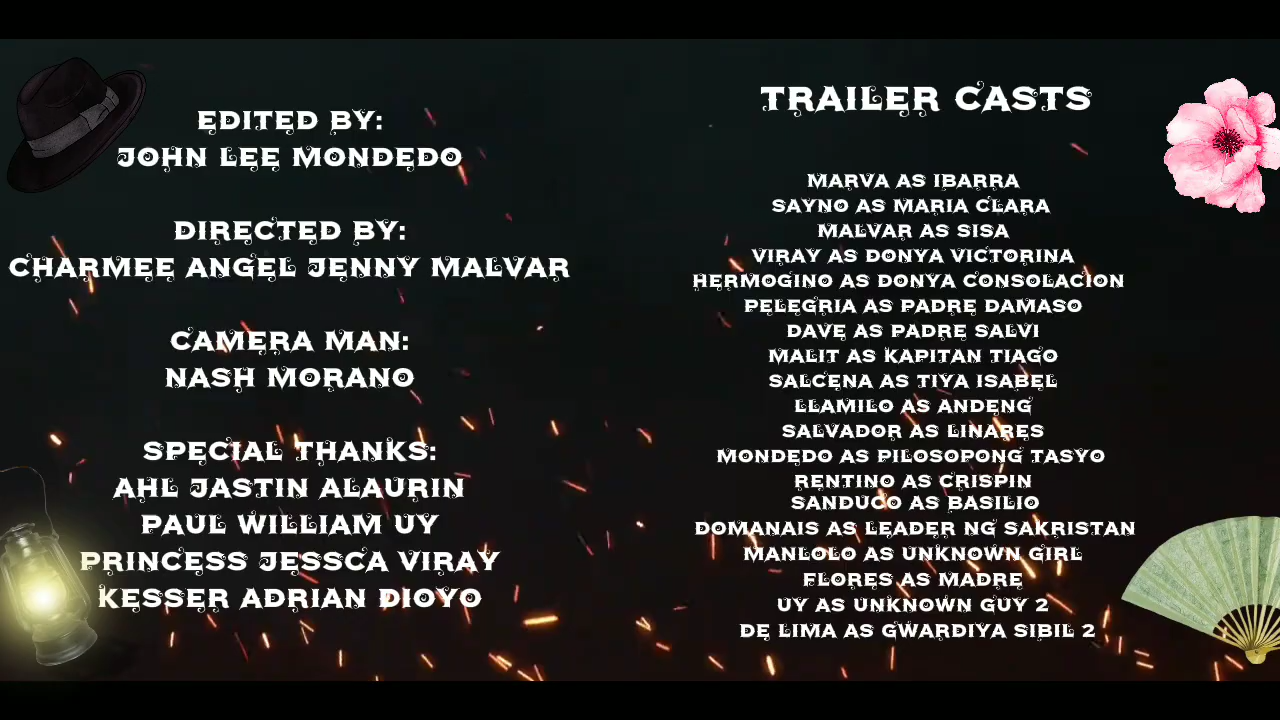 EDITED BY:
JOHN LEE MONDEDO
DIRECTED BY:
CHARMEE ANGEL JENNY MALVAR
CAMERA MAN:
NASH MORANO
SPECIAL THANKS:
AHL JASTIN ALAURIN
PAUL WILLIAM UY
PRINCESS JESSCA VIRAY
KESSER ADRIAN DIOYO
TRAILER CASTS
MARVA AS IBARRA
SAYNO AS MARIA CLARA
MALVAR AS SISA
VIRAY AS DONYA VICTORINA
HERMOGINO AS DONYA CONSOLACION
PELEGRIA AS PADRE DAMASO
DAVE AS PADRE SALVI
MALIT AS KAPITAN TIAGO
SALCENA AS TIYA ISABEL
LLAMILO AS ANDENG
SALVADOR AS LINARES
MONDEDO AS PILOSOPONG TASYO
RENTINO AS CRISPIN
SANDUCO AS BASILIO
DOMANAIS AS LEADER NG SAKRISTAN
MANLOLO AS UNKNOWN GIRL
FLORES AS MADRE
UY AS UNKNOWN GUY 2
DE LIMA AS GWARDIYA SIBIL 2